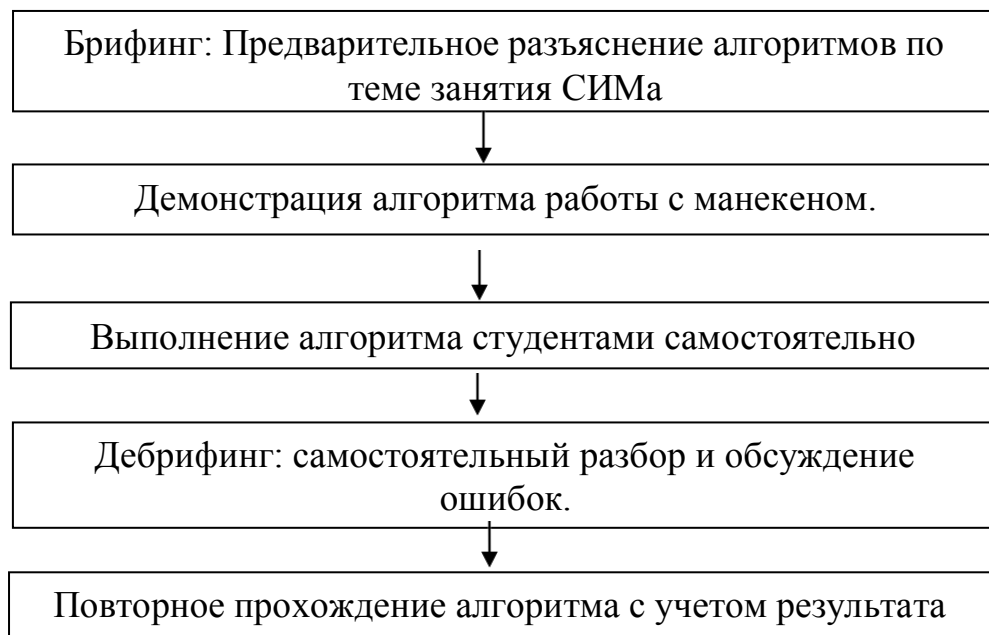 Брифинг: Предварительное разъяснение алгоритмов по
теме занятия СИМа
Демонстрация алгоритма работы с манекеном.
Выполнение алгоритма студентами самостоятельно
Дебрифинг: самостоятельный разбор и обсуждение
ошибок.
Повторное прохождение алгоритма с учетом результата